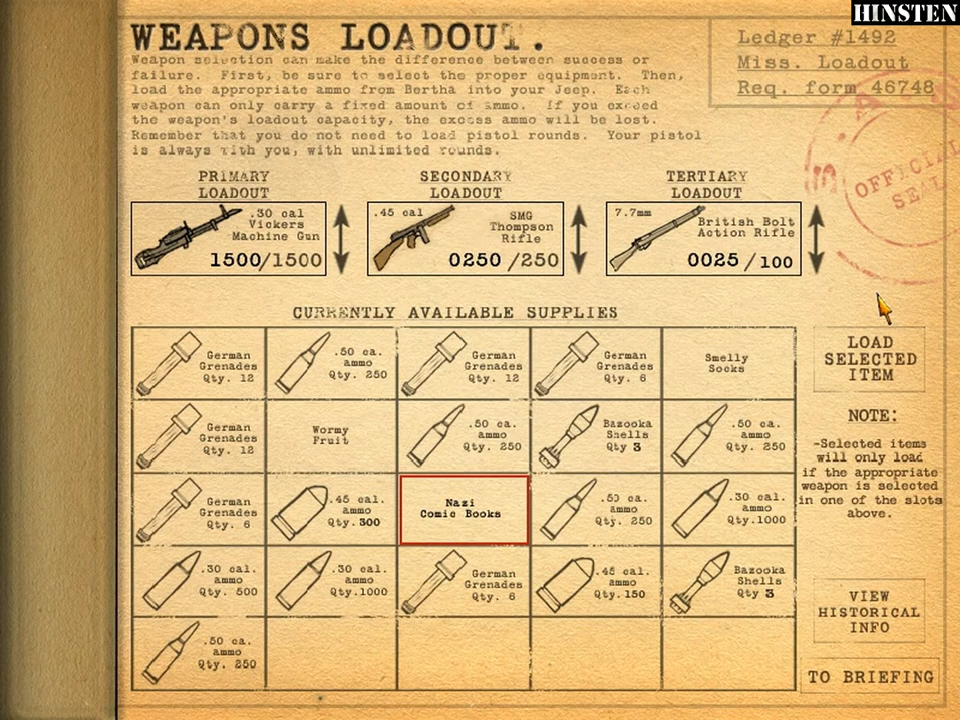 HINSTEN
WEAPONS LOADOUT.
Weapon selection can make the difference between success or
failure. First, be sure to select the proper equipment. Then,
load the appropriate ammo from Bertha into your Jeep. Each
weapon can only carry a fixed amount of ammo. If you exceed
the weapon's loadout capacity, the excess ammo will be lost.
Remember that you do not need to load pistol rounds. Your pistol
is always with you, with unlimited rounds.
Ledger #1492
Miss. Loadout
Req. form 46748
OFFICIAL
SEAL
PRIMARY
LOADOUT
.30 cal
Vickers
Machine Gun
1500/1500
SECONDARY
LOADOUT
.45 cal
SMG
Thompson
Rifle
0250 /250
TERTIARY
LOADOUT
7.7mm
British Bolt
Action Rifle
0025 /100
CURRENTLY AVAILABLE SUPPLIES
German
Grenades
Qty. 12
.50 ca.
ammo
Qty. 250
German
Grenades
Qty. 12
German
Grenades
Qty. 6
Smelly
Socks
German
Grenades
Qty. 12
Wormy
Fruit
.50 ca.
ammo
Qty. 250
Bazooka
Shells
Qty 3
.50 ca.
ammo
Qty. 250
German
Grenades
Qty. 6
.45 cal.
ammo
Qty.300
Nazi
Comic Books
.50 ca.
ammo
Qty. 250
.30 cal.
ammo
Qty.1000
.30 cal.
ammo
Qty. 500
.30 cal.
ammo
Qty.1000
German
Grenades
Qty. 6
.45 cal.
ammo
Qty.150
Bazooka
Shells
Qty 3
.50 ca.
ammo
Qty. 250
LOAD
SELECTED
ITEM
NOTE:
-Selected items
will only load
if the appropriate
weapon is selected
in one of the slots
above.
VIEW
HISTORICAL
INFO
TO BRIEFING